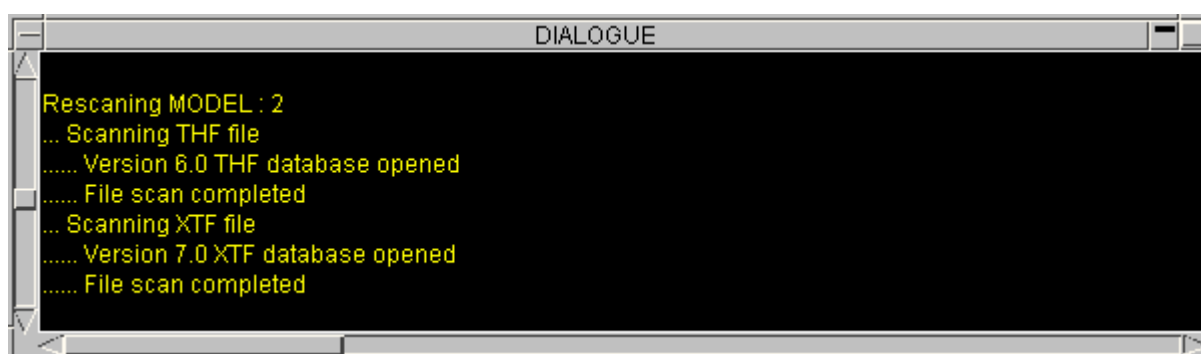 DIALOGUE
Rescaning MODEL : 2
... Scanning THF file
...... Version 6.0 THF database opened
...... File scan completed
... Scanning XTF file
...... Version 7.0 XTF database opened
...... File scan completed